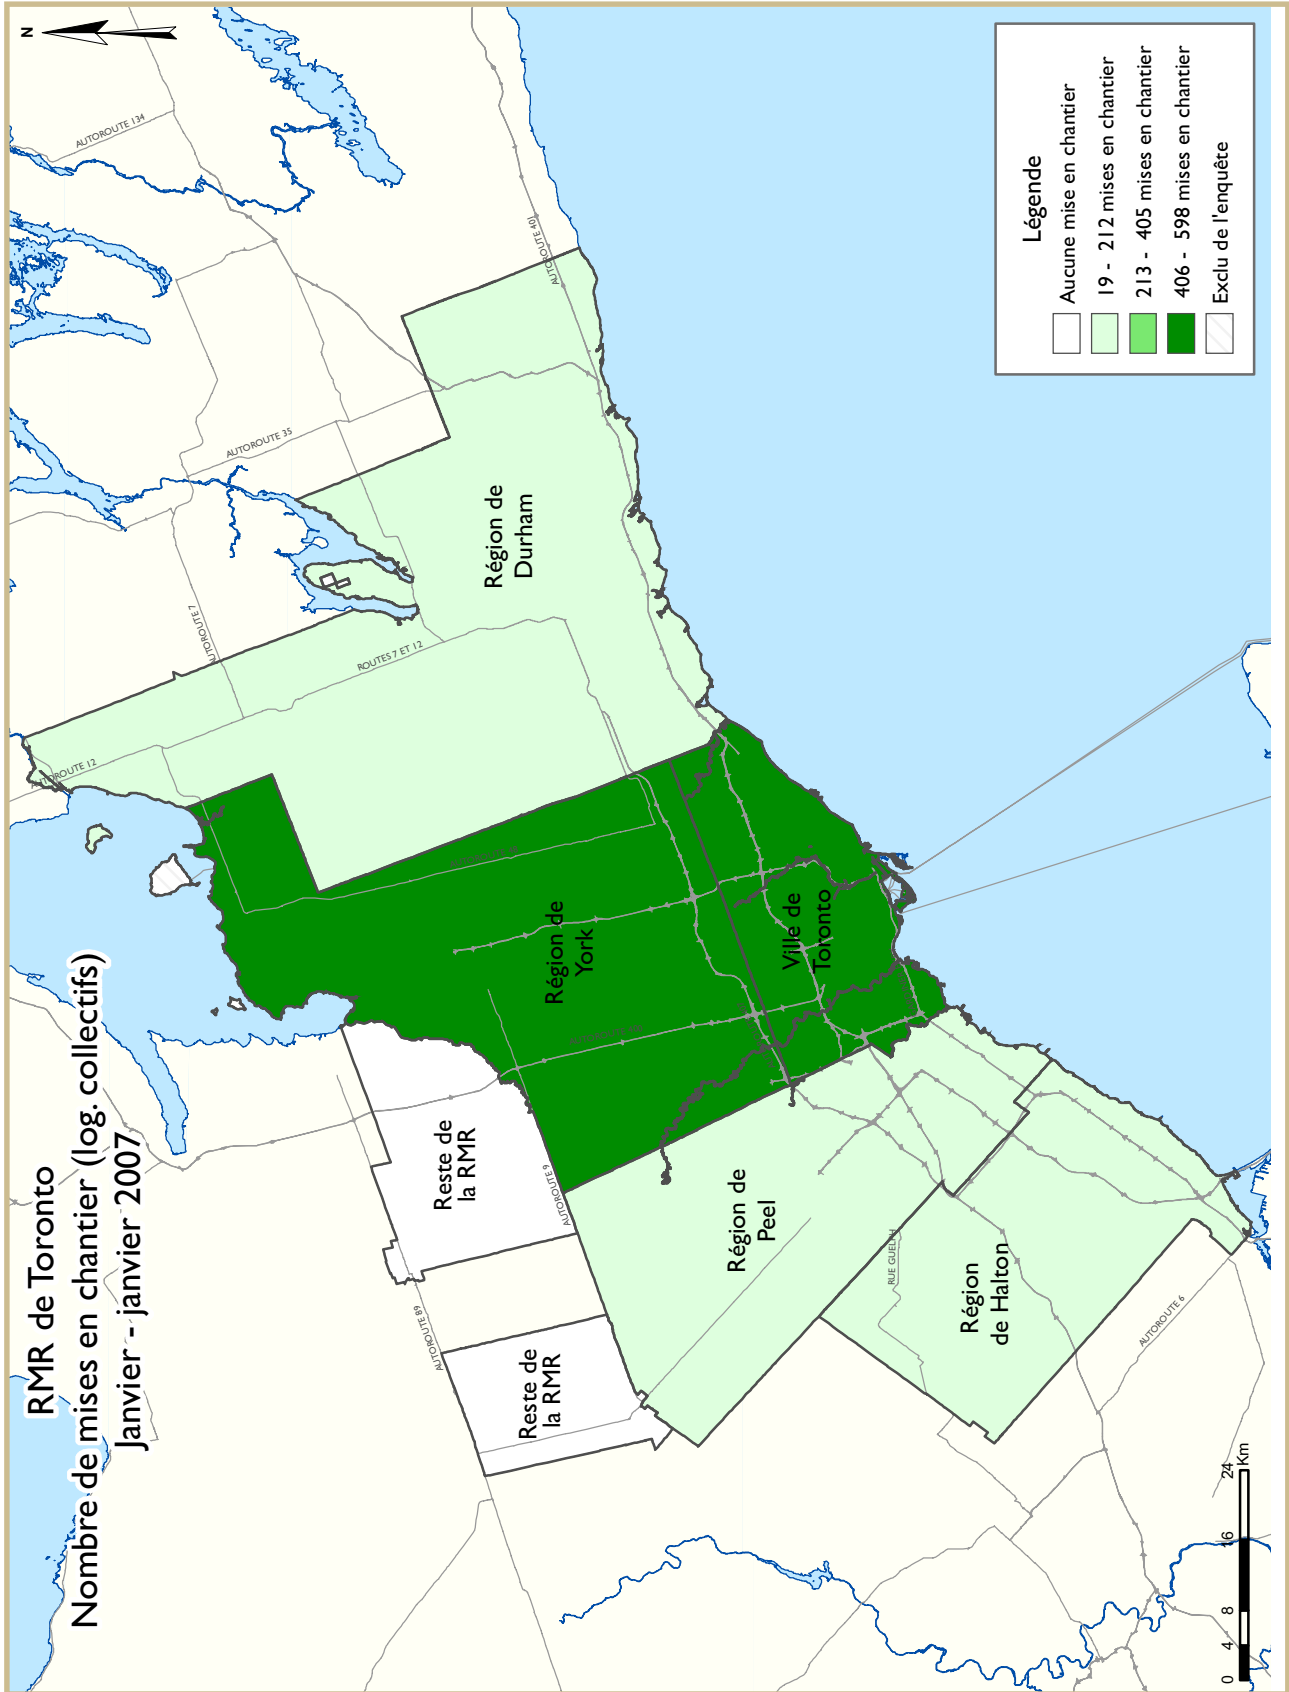 RMR de Toronto
Nombre de mises en chantier (log. collectifs)
Janvier - janvier 2007
N
AUTOROUTE 134
AUTOROUTE 35
AUTOROUTE 7
ROUTES 7 ET 12
AUTOROUTE 12
AUTOROUTE 401
Région de
Durham
Région de
York
Ville de
Toronto
Reste de
la RMR
Reste de
la RMR
AUTOROUTE 9
AUTOROUTE 89
Région de
Peel
RUE GUELPH
Région
de Halton
AUTOROUTE 6
Légende
Aucune mise en chantier
19 - 212 mises en chantier
213 - 405 mises en chantier
406 - 598 mises en chantier
Exclu de l'enquête
0 4 8 16 24
Km